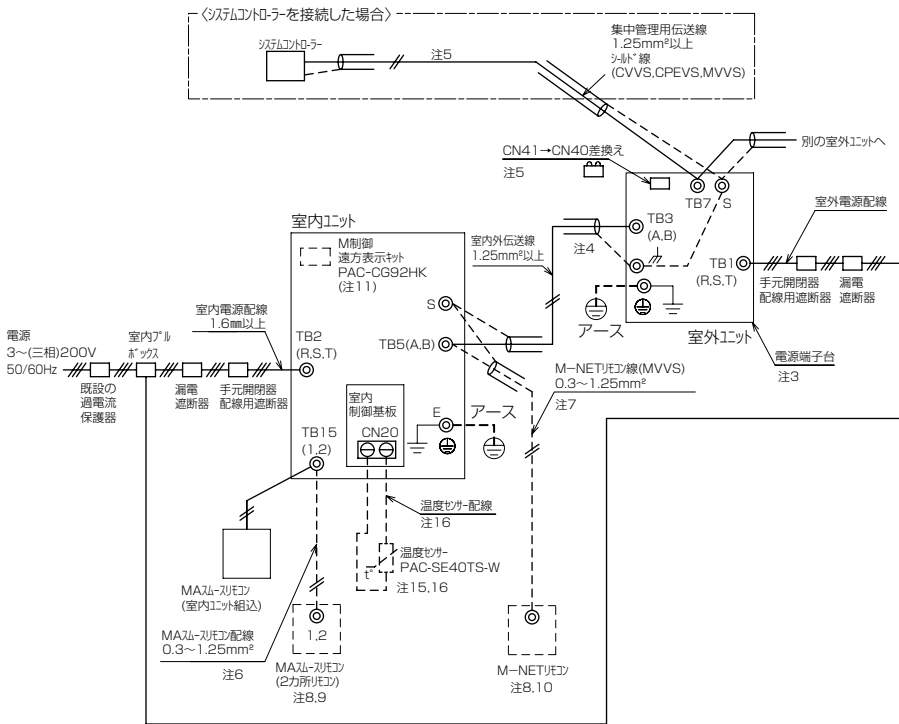 〈システムコントローラーを接続した場合〉
システムコントローラー
注5
集中管理用伝送線
1.25mm²以上
シールド線
(CVVS,CPEVS,MVVS)
CN41→CN40差換え
注5
別の室外ユニットへ
TB7
S
TB3
(A,B)
室外電源配線
TB1
(R,S,T)
手元開閉器
配線用遮断器
漏電
遮断器
アース
室外ユニット
電源端子台
注3
室内外伝送線
1.25mm²以上
注4
室内ユニット
M制御
遠方表示キット
PAC-CG92HK
(注11)
S
TB5(A,B)
室内電源配線
1.6mm以上
TB2
(R,S,T)
電源
3〜(三相)200V
50/60Hz
室内プル
ボックス
既設の
過電流
保護器
漏電
遮断器
手元開閉器
配線用遮断器
室内
制御基板
CN20
E
アース
M−NETリモコン線(MVVS)
0.3〜1.25mm²
注7
TB15
(1,2)
温度センサー配線
注16
温度センサー
PAC-SE40TS-W
t°
注15,16
MAスムースリモコン
(室内ユニット組込)
MAスムースリモコン配線
0.3〜1.25mm²
注6
1,2
MAスムースリモコン
(2カ所リモコン)
注8,9
M−NETリモコン
注8,10